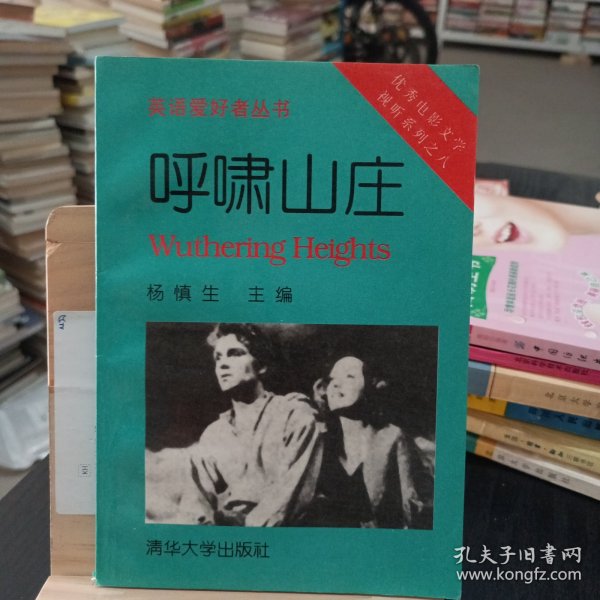 英语爱好者丛书
优秀电影文学
视听系列之八
呼啸山庄
Wuthering Heights
杨慎生 主编
清华大学出版社
孔夫子旧书网
www.kongfz.com